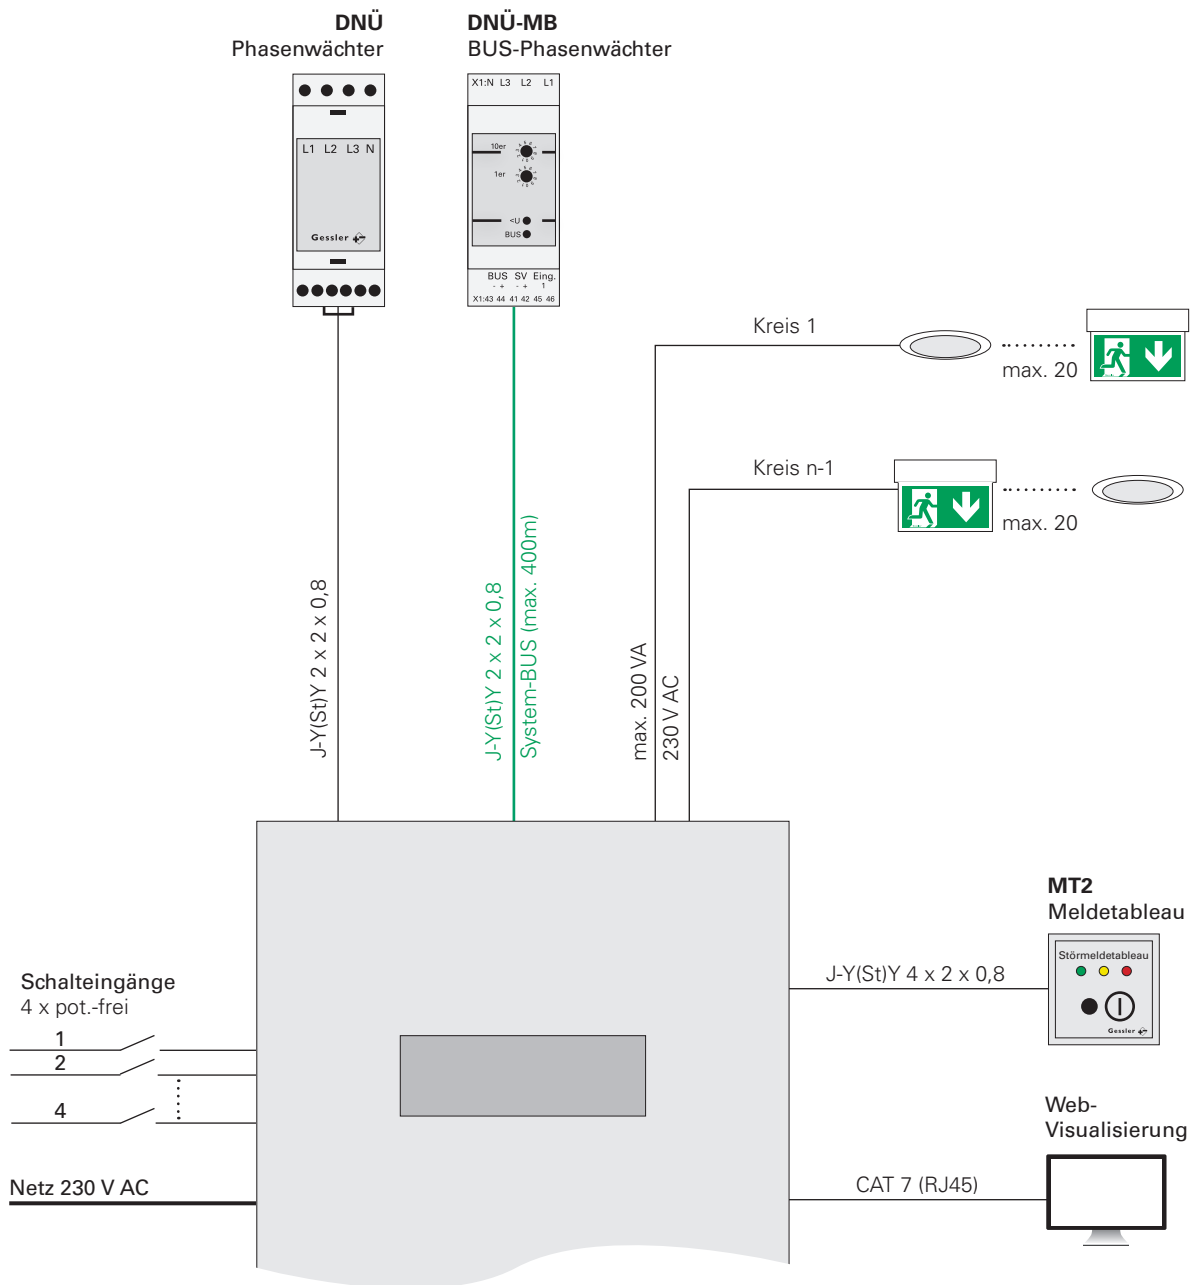 DNÜ
Phasenwächter
DNÜ-MB
BUS-Phasenwächter
L1 L2 L3 N
Gessler
X1:N L3 L2 L1
10er
1er
<U
BUS
BUS SV Eing.
- + - + 1
X1:43 44 41 42 45 46
Kreis 1
max. 20
Kreis n-1
max. 20
J-Y(St)Y 2 x 2 x 0,8
J-Y(St)Y 2 x 2 x 0,8
System-BUS (max. 400m)
max. 200 VA
230 V AC
MT2
Meldetableau
Störmeldetableau
Gessler
J-Y(St)Y 4 x 2 x 0,8
Schalteingänge
4 x pot.-frei
1
2
4
Netz 230 V AC
Web-
Visualisierung
CAT 7 (RJ45)